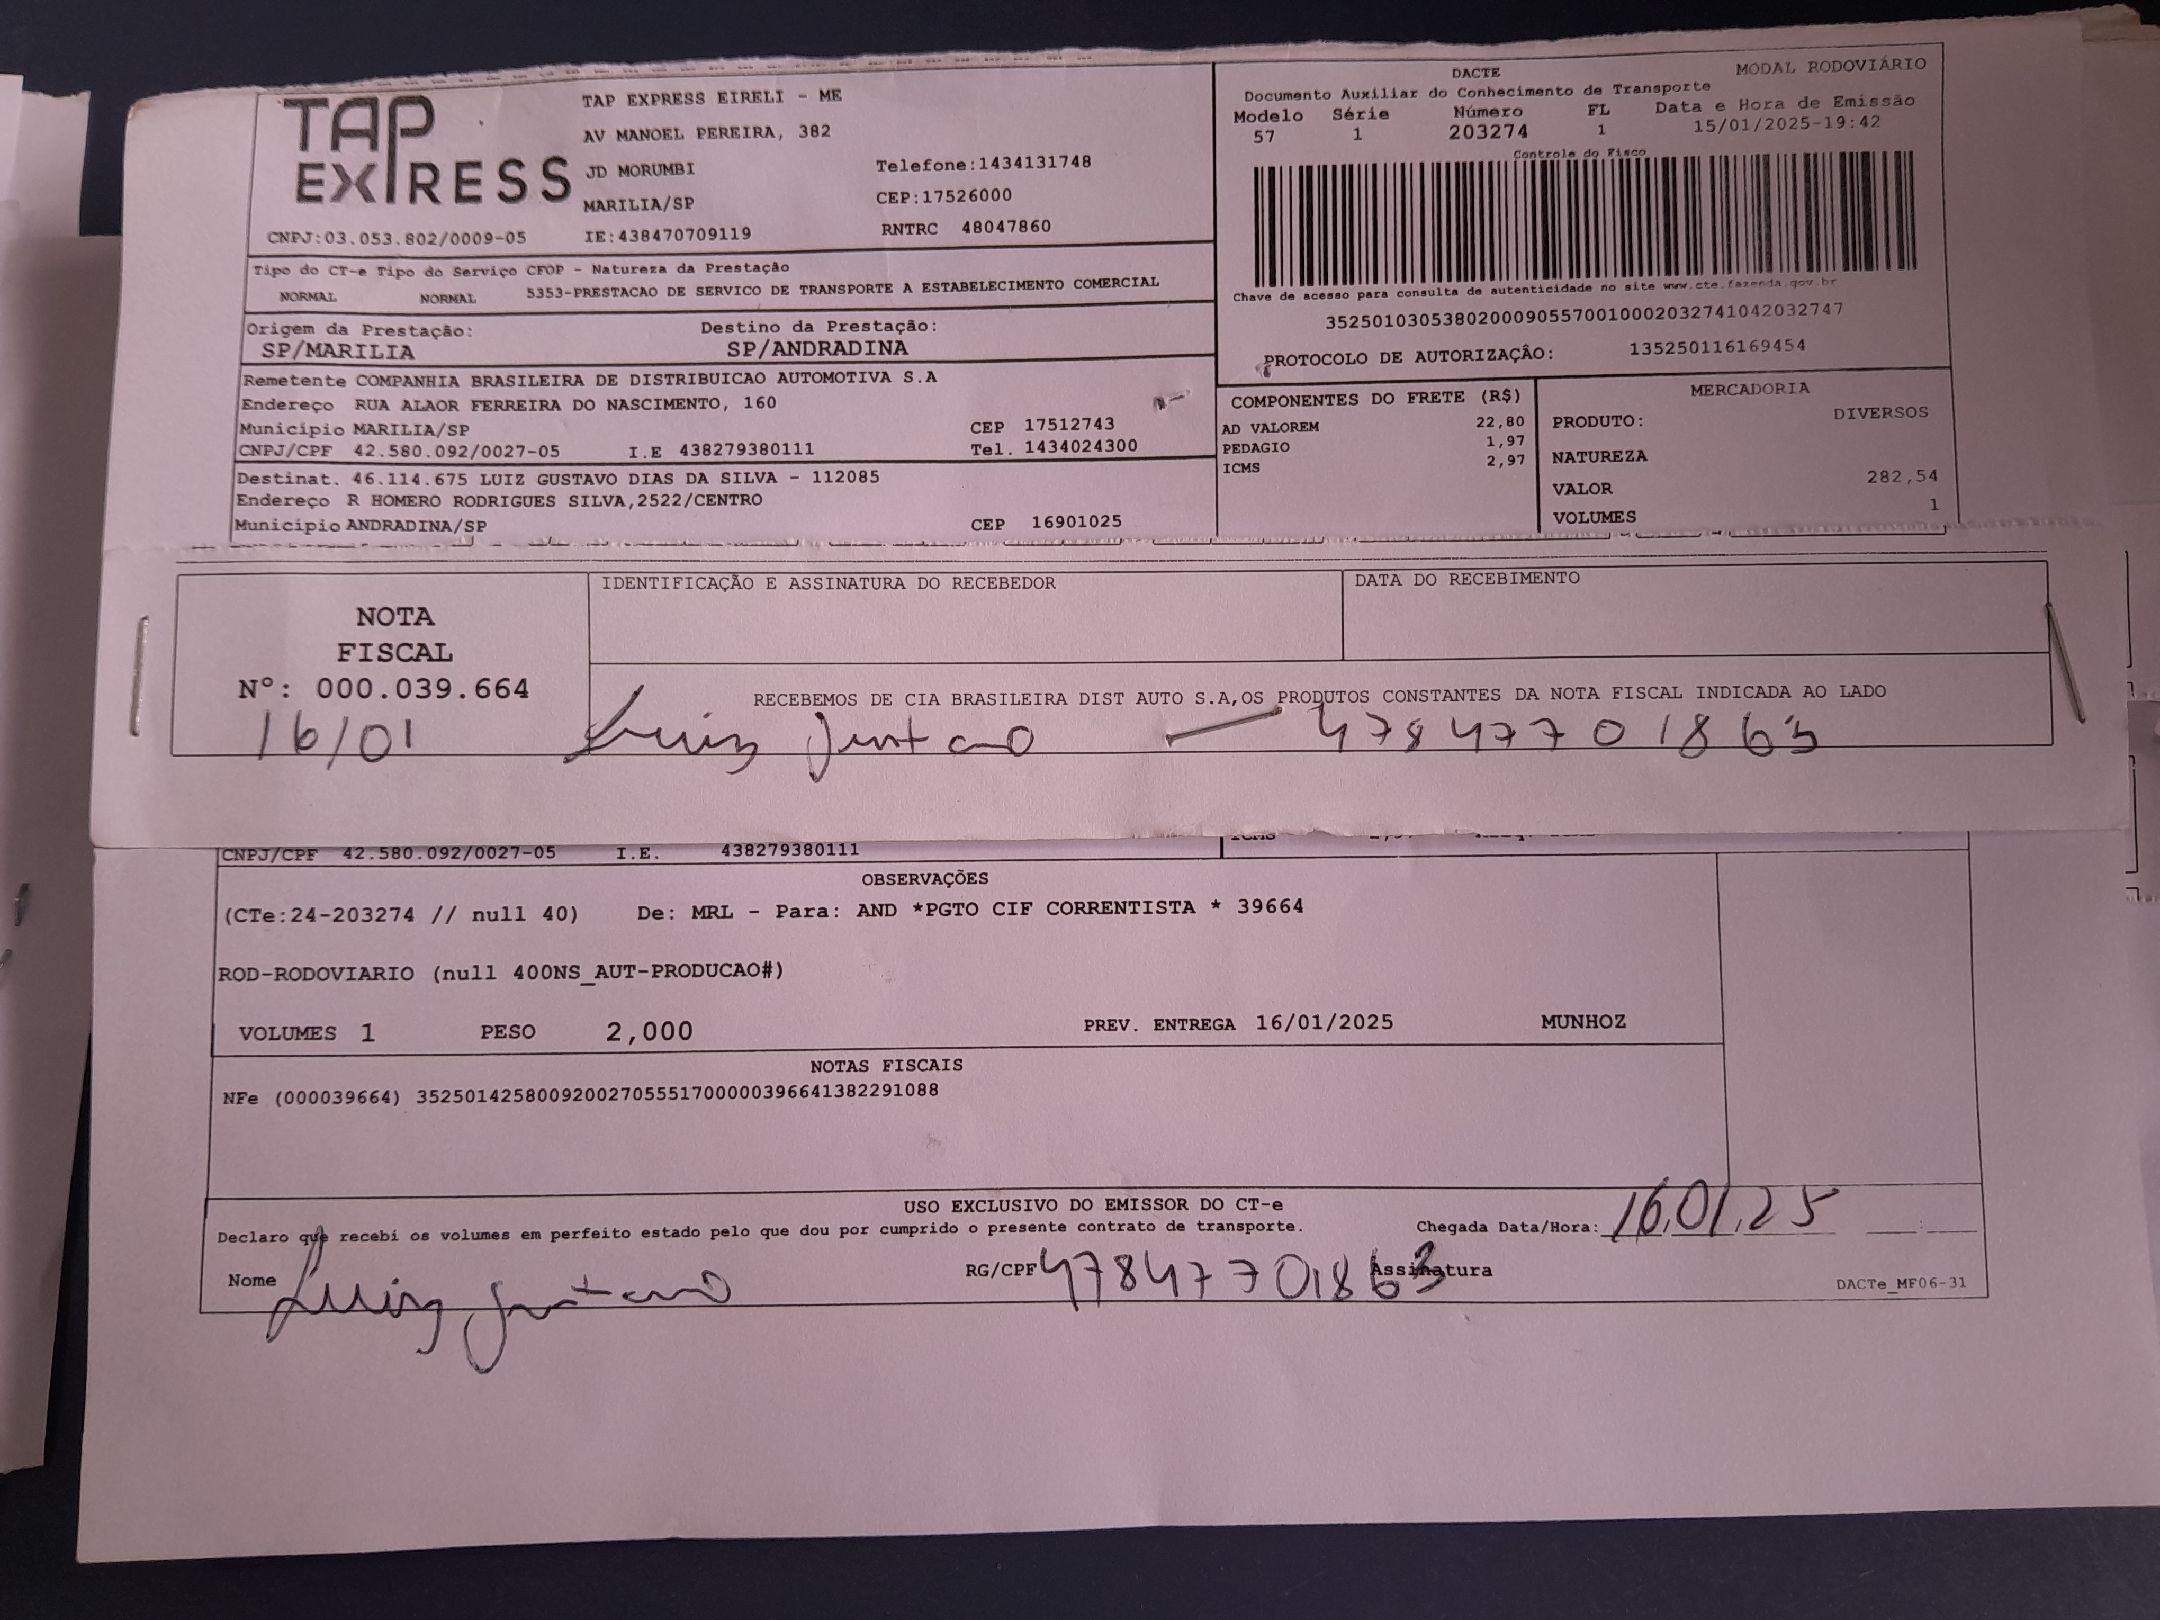 TAP EXPRESS
TAP EXPRESS EIRELI - ME
AV MANOEL PEREIRA, 382
JD MORUMBI Telefone:1434131748
MARILIA/SP CEP:17526000
CNPJ:03.053.802/0009-05 IE:438470709119 RNTRC 48047860
Tipo do CT-e Tipo do Serviço CFOP - Natureza da Prestação
NORMAL NORMAL 5353-PRESTACAO DE SERVICO DE TRANSPORTE A ESTABELECIMENTO COMERCIAL
Origem da Prestação: Destino da Prestação:
SP/MARILIA SP/ANDRADINA
Remetente COMPANHIA BRASILEIRA DE DISTRIBUICAO AUTOMOTIVA S.A
Endereço RUA ALAOR FERREIRA DO NASCIMENTO, 160
Município MARILIA/SP CEP 17512743
CNPJ/CPF 42.580.092/0027-05 I.E 438279380111 Tel. 1434024300
Destinat. 46.114.675 LUIZ GUSTAVO DIAS DA SILVA - 112085
Endereço R HOMERO RODRIGUES SILVA,2522/CENTRO
Município ANDRADINA/SP CEP 16901025
DACTE MODAL RODOVIÁRIO
Documento Auxiliar do Conhecimento de Transporte
Modelo Série Número FL Data e Hora de Emissão
57 1 203274 1 15/01/2025-19:42
Controle do Fisco
Chave de acesso para consulta de autenticidade no site www.cte.fazenda.gov.br
35250103053802000905570010002032741042032747
PROTOCOLO DE AUTORIZAÇÂO: 135250116169454
COMPONENTES DO FRETE (R$)
AD VALOREM 22,80
PEDAGIO 1,97
ICMS 2,97
MERCADORIA
PRODUTO: DIVERSOS
NATUREZA
VALOR 282,54
VOLUMES 1
NOTA
FISCAL
Nº: 000.039.664
IDENTIFICAÇÃO E ASSINATURA DO RECEBEDOR
DATA DO RECEBIMENTO
RECEBEMOS DE CIA BRASILEIRA DIST AUTO S.A,OS PRODUTOS CONSTANTES DA NOTA FISCAL INDICADA AO LADO
16/01 Luiz Gustavo - 47847701863
CNPJ/CPF 42.580.092/0027-05 I.E. 438279380111
ICMS
OBSERVAÇÕES
(CTe:24-203274 // null 40) De: MRL - Para: AND *PGTO CIF CORRENTISTA * 39664
ROD-RODOVIARIO (null 400NS_AUT-PRODUCAO#)
VOLUMES 1 PESO 2,000 PREV. ENTREGA 16/01/2025 MUNHOZ
NOTAS FISCAIS
NFe (000039664) 35250142580092002705551700000396641382291088
USO EXCLUSIVO DO EMISSOR DO CT-e
Declaro que recebi os volumes em perfeito estado pelo que dou por cumprido o presente contrato de transporte. Chegada Data/Hora: 16.01.25
Nome Luiz Gustavo RG/CPF 47847701863 Assinatura
DACTe_MF06-31